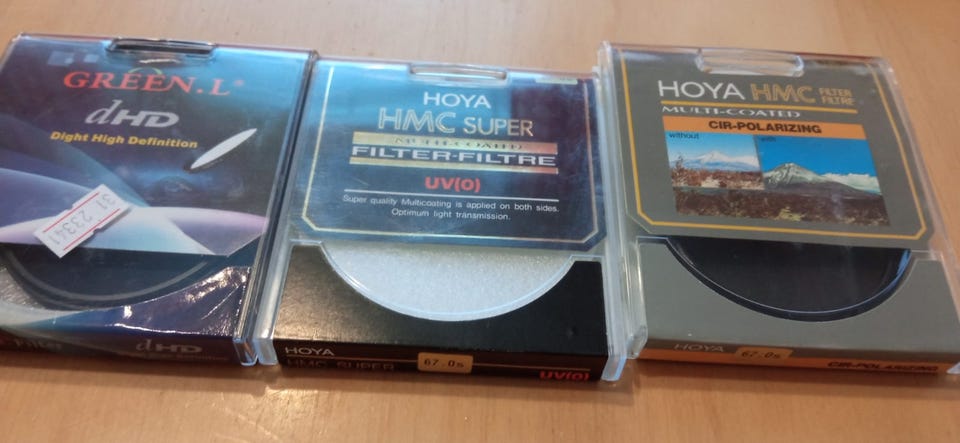 GREEN.L®
dHD
Dight High Definition
31 23341
dHD
HOYA
HMC SUPER
MULTI-COATED
FILTER·FILTRE
UV(0)
Super quality Multicoating is applied on both sides.
Optimum light transmission.
HOYA
HMC SUPER
67.0s
UV(0)
HOYA HMC FILTER
FILTRE
MULTI-COATED
CIR-POLARIZING
without
with
HOYA
67.0s
CIR-POLARIZING